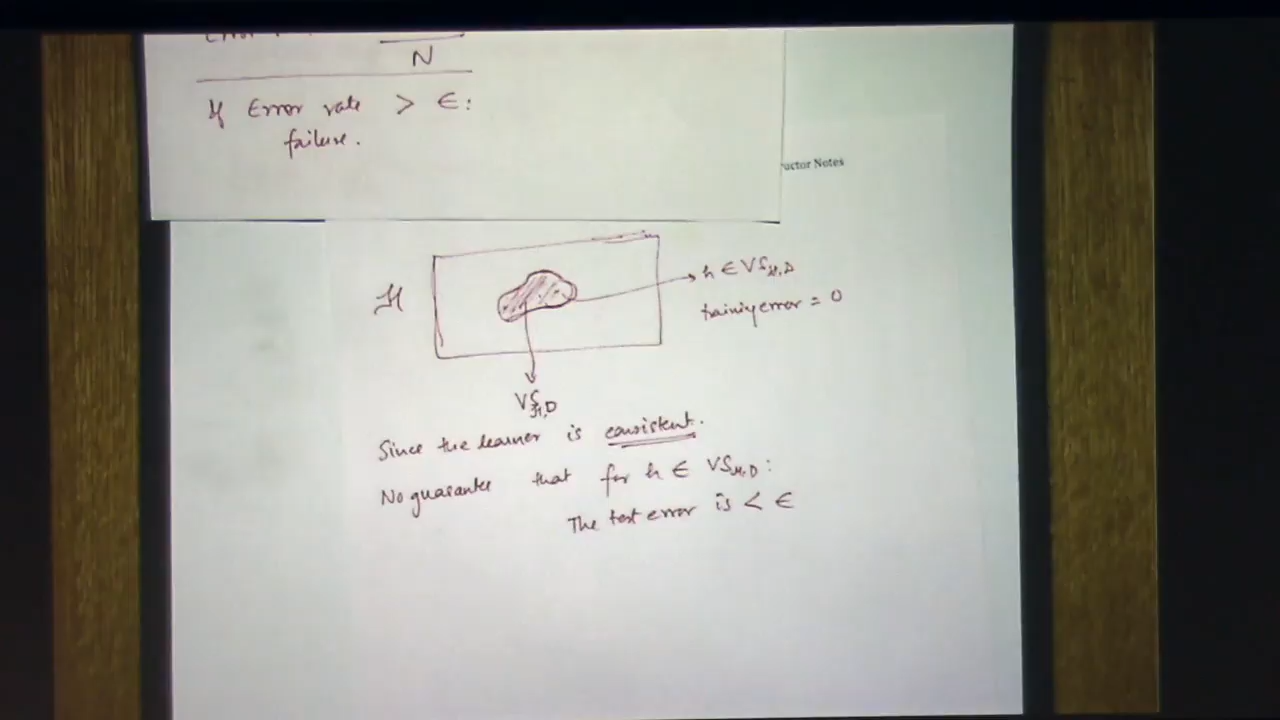 N
If Error rate > ∈:
failure.
uctor Notes
H
h ∈ VS_H,D
training error = 0
VS_H,D
Since the learner is consistent.
No guarantee that for h ∈ VS_H,D:
The test error is < ∈